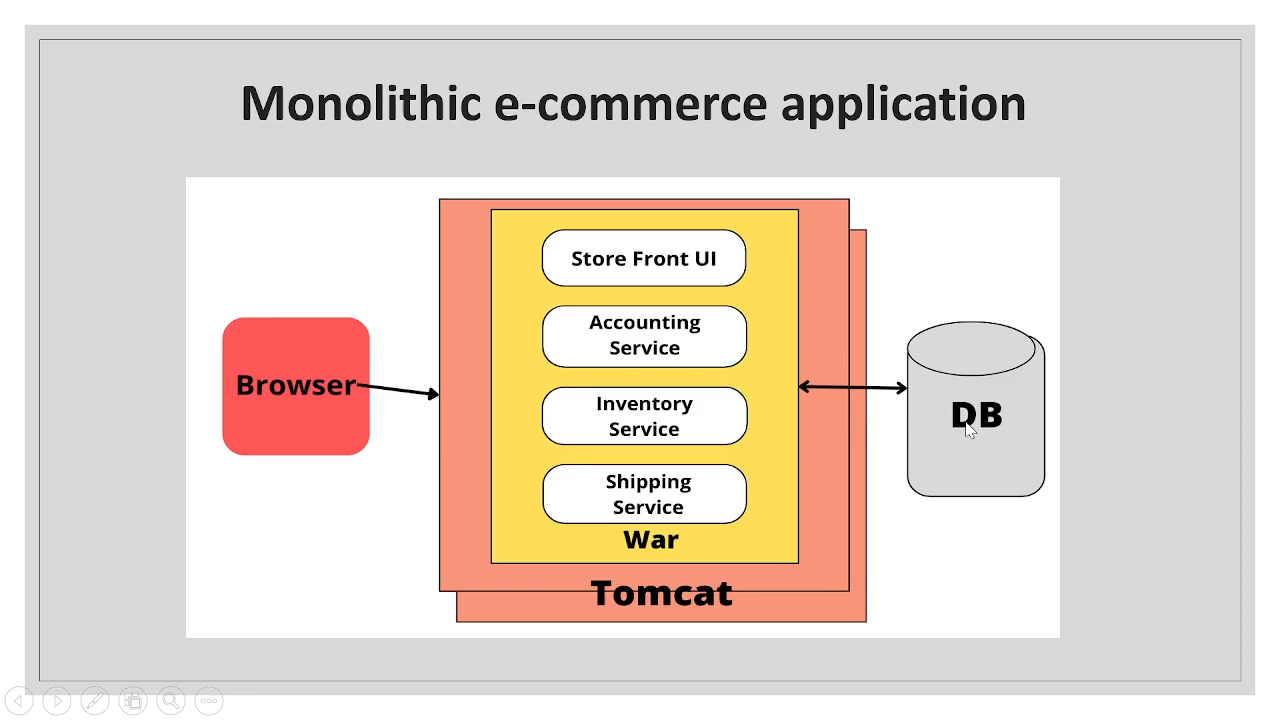 Monolithic e-commerce application
Store Front UI
Accounting
Service
Browser
Inventory
Service
DB
Shipping
Service
War
Tomcat